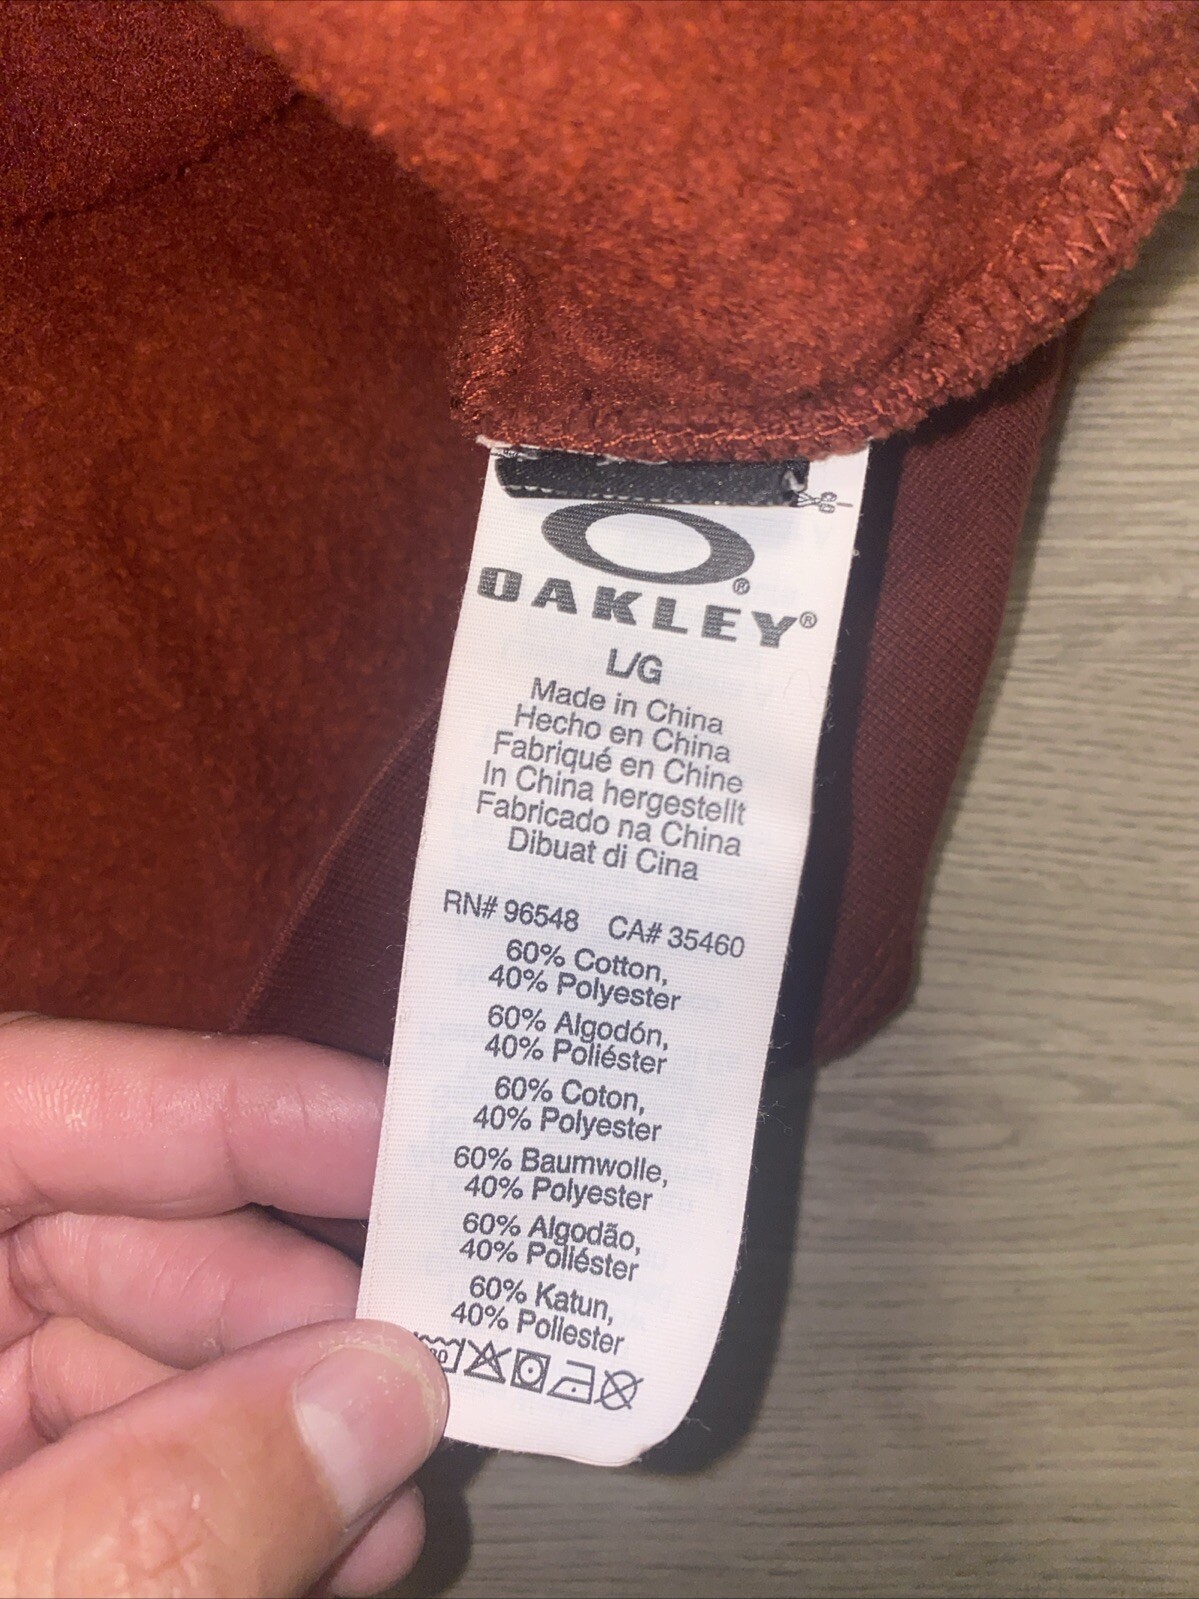 OAKLEY®
L/G
Made in China
Hecho en China
Fabriqué en Chine
In China hergestellt
Fabricado na China
Dibuat di Cina
RN# 96548 CA# 35460
60% Cotton,
40% Polyester
60% Algodón,
40% Poliéster
60% Coton,
40% Polyester
60% Baumwolle,
40% Polyester
60% Algodão,
40% Poliéster
60% Katun,
40% Poliester
30